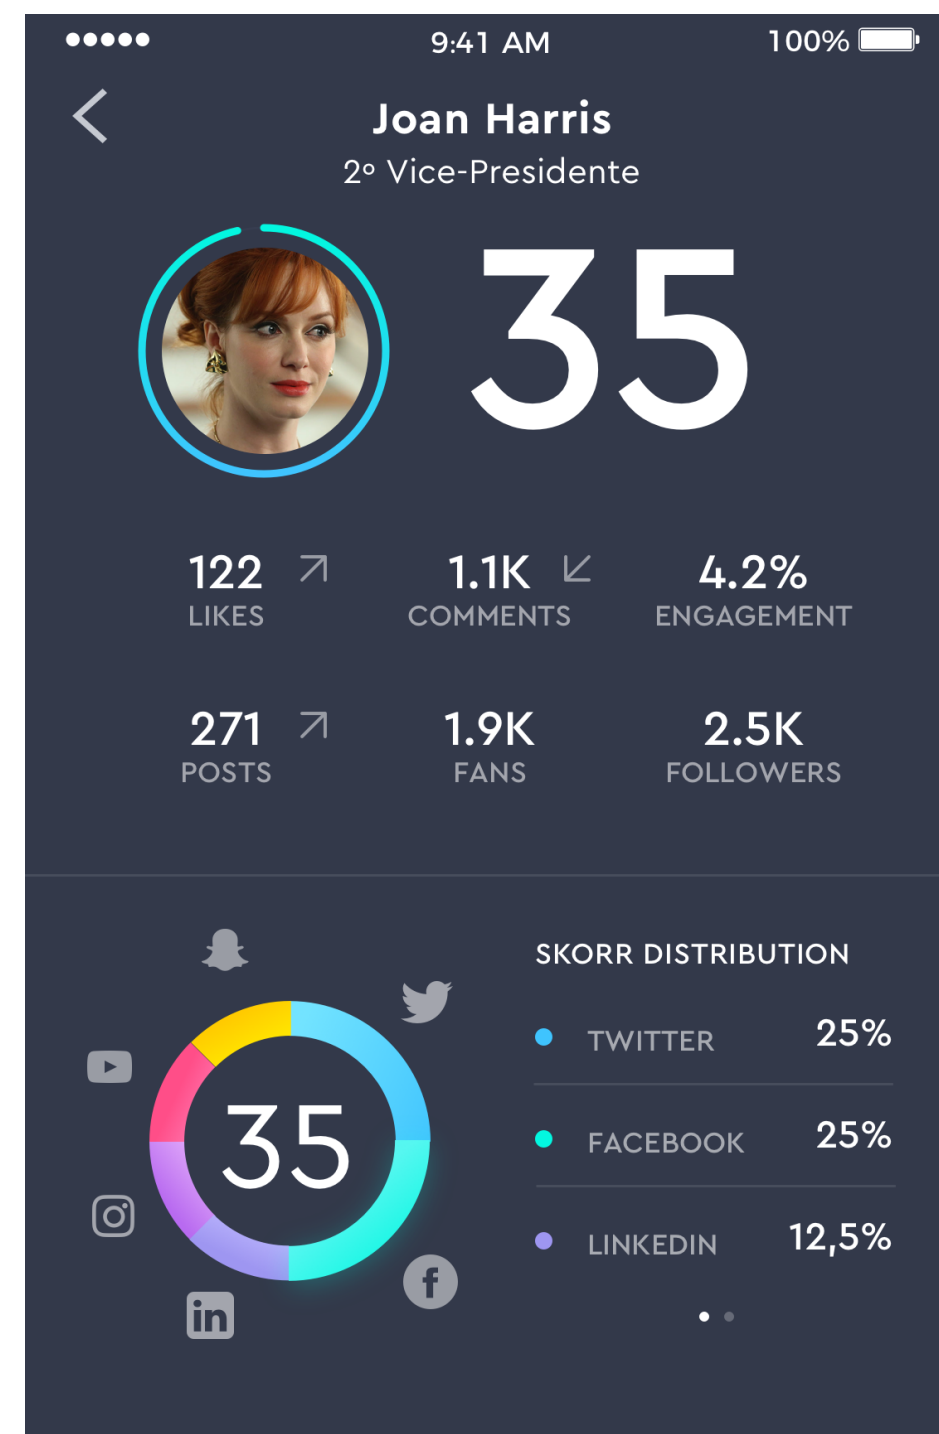 9:41 AM
100%
Joan Harris
2º Vice-Presidente
35
122
1.1K
4.2%
LIKES
COMMENTS
ENGAGEMENT
271
1.9K
2.5K
POSTS
FANS
FOLLOWERS
SKORR DISTRIBUTION
TWITTER 25%
FACEBOOK 25%
LINKEDIN 12,5%
35
f
in